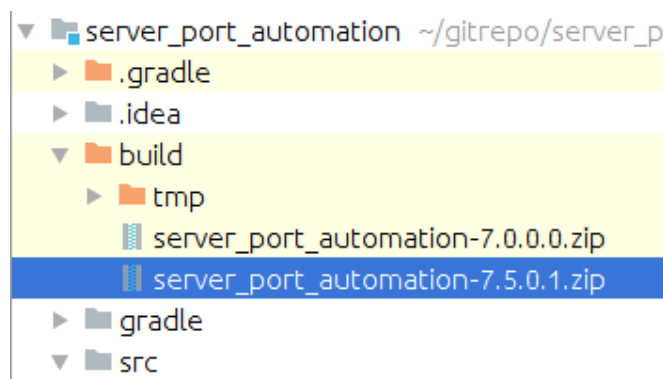 server_port_automation ~/gitrepo/server_p
.gradle
.idea
build
tmp
server_port_automation-7.0.0.0.zip
server_port_automation-7.5.0.1.zip
gradle
src